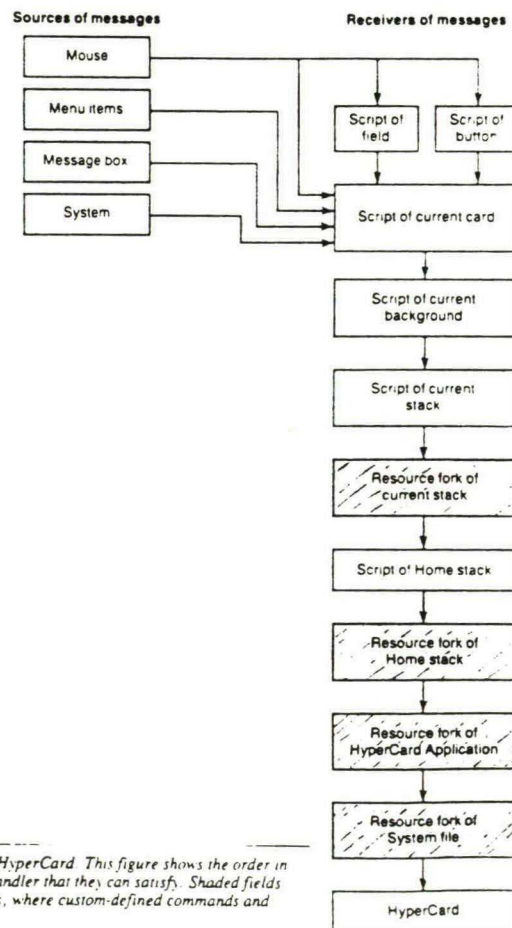 Sources of messages
Receivers of messages
Mouse
Menu items
Message box
System
Script of
field
Script of
button
Script of current card
Script of current
background
Script of current
stack
Resource fork of
current stack
Script of Home stack
Resource fork of
Home stack
Resource fork of
HyperCard Application
Resource fork of
System file
HyperCard
HyperCard. This figure shows the order in
andler that they can satisfy. Shaded fields
s, where custom-defined commands and